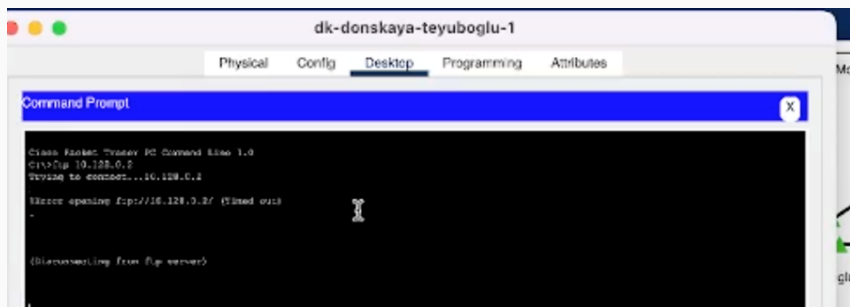 dk-donskaya-teyuboglu-1
Physical Config Desktop Programming Attributes
Command Prompt
X
Cisco Packet Tracer PC Command Line 1.0
C:\>ftp 10.128.0.2
Trying to connect...10.128.0.2
%Error opening ftp://10.128.0.2/ (Timed out)
.
(Disconnecting from ftp server)